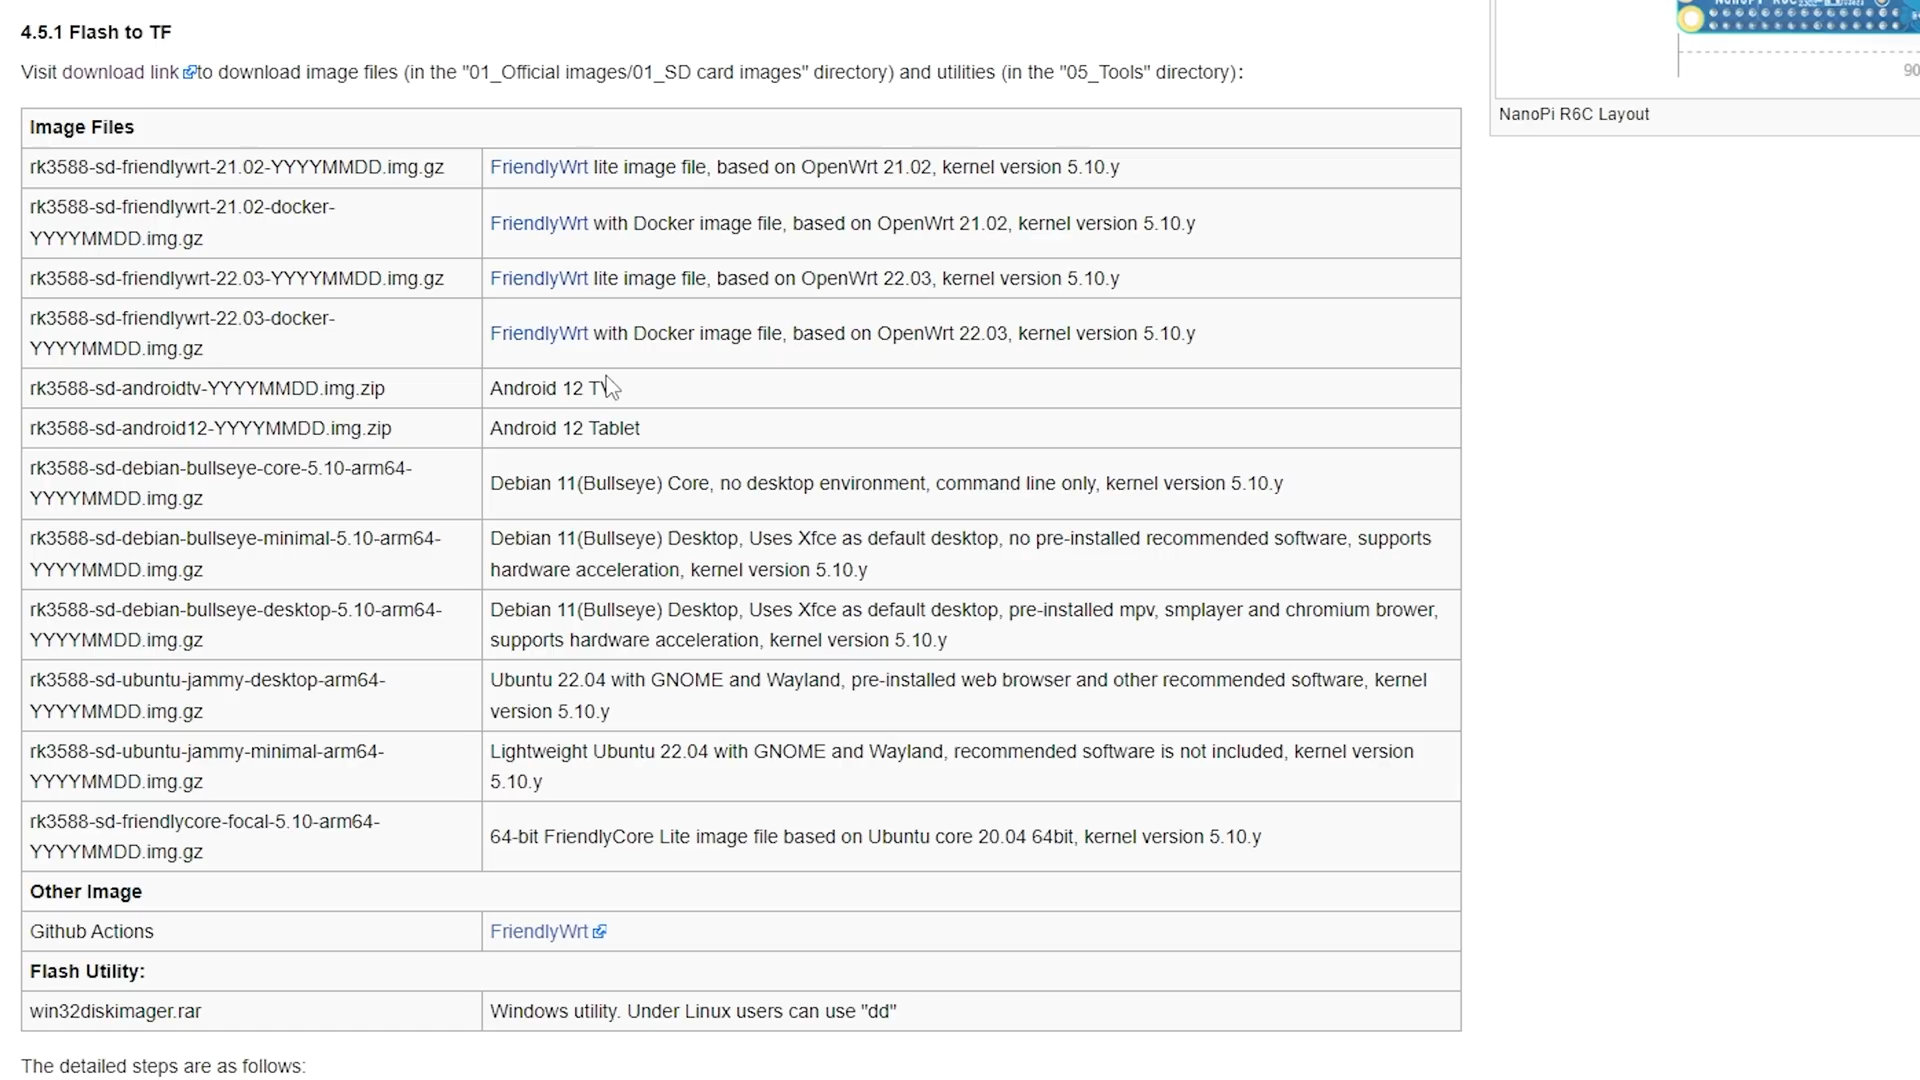 4.5.1 Flash to TF
Visit download link to download image files (in the "01_Official images/01_SD card images" directory) and utilities (in the "05_Tools" directory):
90
NanoPi R6C Layout
Image Files
rk3588-sd-friendlywrt-21.02-YYYYMMDD.img.gz
FriendlyWrt lite image file, based on OpenWrt 21.02, kernel version 5.10.y
rk3588-sd-friendlywrt-21.02-docker-
YYYYMMDD.img.gz
FriendlyWrt with Docker image file, based on OpenWrt 21.02, kernel version 5.10.y
rk3588-sd-friendlywrt-22.03-YYYYMMDD.img.gz
FriendlyWrt lite image file, based on OpenWrt 22.03, kernel version 5.10.y
rk3588-sd-friendlywrt-22.03-docker-
YYYYMMDD.img.gz
FriendlyWrt with Docker image file, based on OpenWrt 22.03, kernel version 5.10.y
rk3588-sd-androidtv-YYYYMMDD.img.zip
Android 12 TV
rk3588-sd-android12-YYYYMMDD.img.zip
Android 12 Tablet
rk3588-sd-debian-bullseye-core-5.10-arm64-
YYYYMMDD.img.gz
Debian 11(Bullseye) Core, no desktop environment, command line only, kernel version 5.10.y
rk3588-sd-debian-bullseye-minimal-5.10-arm64-
YYYYMMDD.img.gz
Debian 11(Bullseye) Desktop, Uses Xfce as default desktop, no pre-installed recommended software, supports
hardware acceleration, kernel version 5.10.y
rk3588-sd-debian-bullseye-desktop-5.10-arm64-
YYYYMMDD.img.gz
Debian 11(Bullseye) Desktop, Uses Xfce as default desktop, pre-installed mpv, smplayer and chromium brower,
supports hardware acceleration, kernel version 5.10.y
rk3588-sd-ubuntu-jammy-desktop-arm64-
YYYYMMDD.img.gz
Ubuntu 22.04 with GNOME and Wayland, pre-installed web browser and other recommended software, kernel
version 5.10.y
rk3588-sd-ubuntu-jammy-minimal-arm64-
YYYYMMDD.img.gz
Lightweight Ubuntu 22.04 with GNOME and Wayland, recommended software is not included, kernel version
5.10.y
rk3588-sd-friendlycore-focal-5.10-arm64-
YYYYMMDD.img.gz
64-bit FriendlyCore Lite image file based on Ubuntu core 20.04 64bit, kernel version 5.10.y
Other Image
Github Actions
FriendlyWrt
Flash Utility:
win32diskimager.rar
Windows utility. Under Linux users can use "dd"
The detailed steps are as follows: